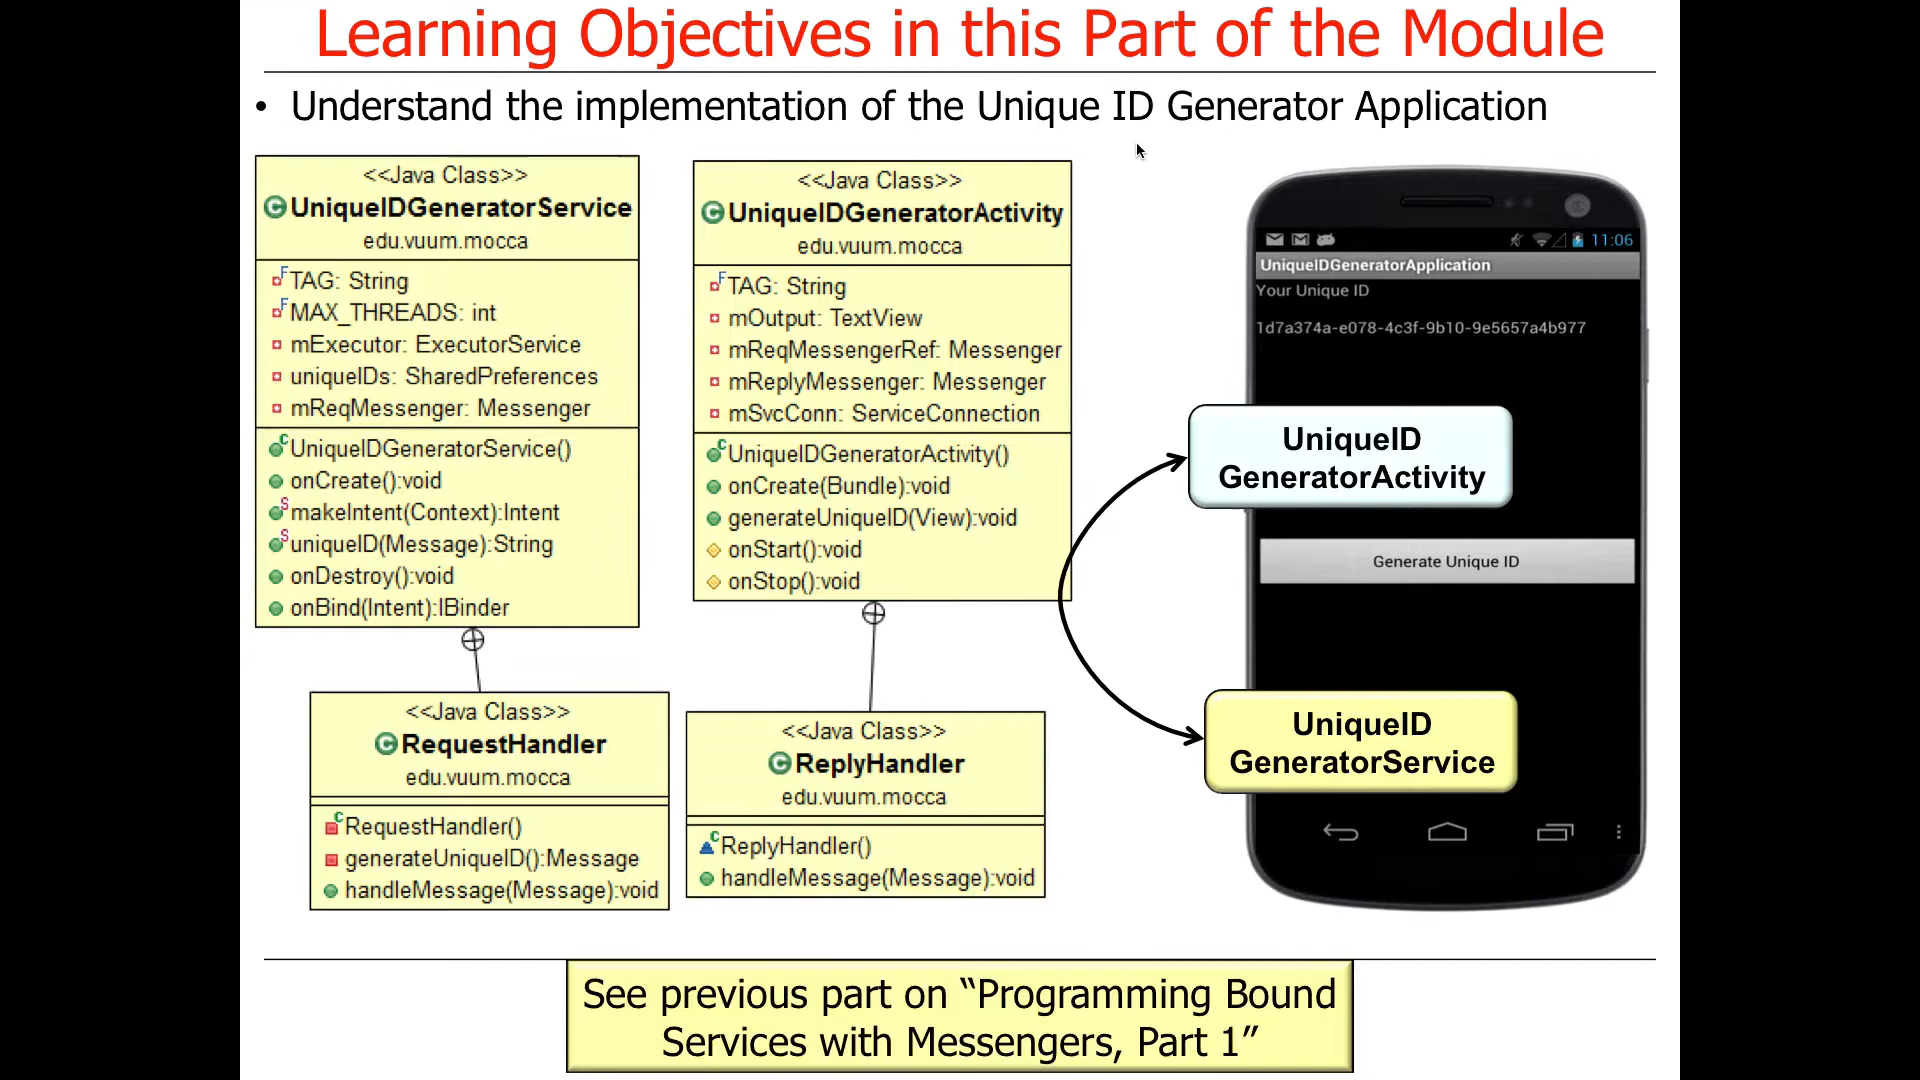 Learning Objectives in this Part of the Module
• Understand the implementation of the Unique ID Generator Application
<<Java Class>>
UniqueIDGeneratorService
edu.vuum.mocca
TAG: String
MAX_THREADS: int
mExecutor: ExecutorService
uniqueIDs: SharedPreferences
mReqMessenger: Messenger
UniqueIDGeneratorService()
onCreate():void
makeIntent(Context):Intent
uniqueID(Message):String
onDestroy():void
onBind(Intent):IBinder
<<Java Class>>
RequestHandler
edu.vuum.mocca
RequestHandler()
generateUniqueID():Message
handleMessage(Message):void
<<Java Class>>
UniqueIDGeneratorActivity
edu.vuum.mocca
TAG: String
mOutput: TextView
mReqMessengerRef: Messenger
mReplyMessenger: Messenger
mSvcConn: ServiceConnection
UniqueIDGeneratorActivity()
onCreate(Bundle):void
generateUniqueID(View):void
onStart():void
onStop():void
<<Java Class>>
ReplyHandler
edu.vuum.mocca
ReplyHandler()
handleMessage(Message):void
11:06
UniqueIDGeneratorApplication
Your Unique ID
1d7a374a-e078-4c3f-9b10-9e5657a4b977
UniqueID
GeneratorActivity
Generate Unique ID
UniqueID
GeneratorService
See previous part on “Programming Bound
Services with Messengers, Part 1”